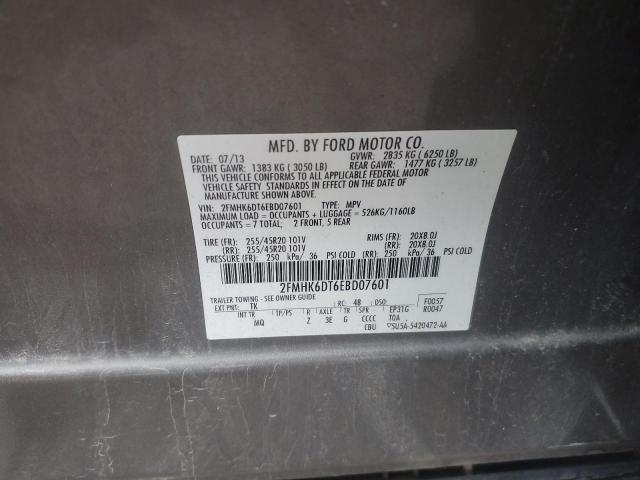 MFD. BY FORD MOTOR CO.
DATE: 07/13 GVWR: 2835 KG ( 6250 LB)
FRONT GAWR: 1383 KG ( 3050 LB) REAR GAWR: 1477 KG ( 3257 LB)
THIS VEHICLE CONFORMS TO ALL APPLICABLE FEDERAL MOTOR
VEHICLE SAFETY STANDARDS IN EFFECT ON THE DATE OF
MANUFACTURE SHOWN ABOVE.
VIN: 2FMHK6DT6EBD07601 TYPE: MPV
MAXIMUM LOAD = OCCUPANTS + LUGGAGE = 526KG/1160LB
OCCUPANTS = 7 TOTAL: 2 FRONT, 5 REAR
TIRE (FR): 255/45R20 101V RIMS (FR): 20X8.0J
(RR): 255/45R20 101V (RR): 20X8.0J
PRESSURE (FR): 250 kPa/ 36 PSI COLD (RR): 250 kPa/ 36 PSI COLD
2FMHK6DT6EBD07601
TRAILER TOWING - SEE OWNER GUIDE
EXT PNT: TK RC: 48 DSO: F0057
INT TR TP/PS R AXLE TR SPR EP31G R0047
MQ Z 3E G CCCC TOA
CBU 5U5A-5420472-AA